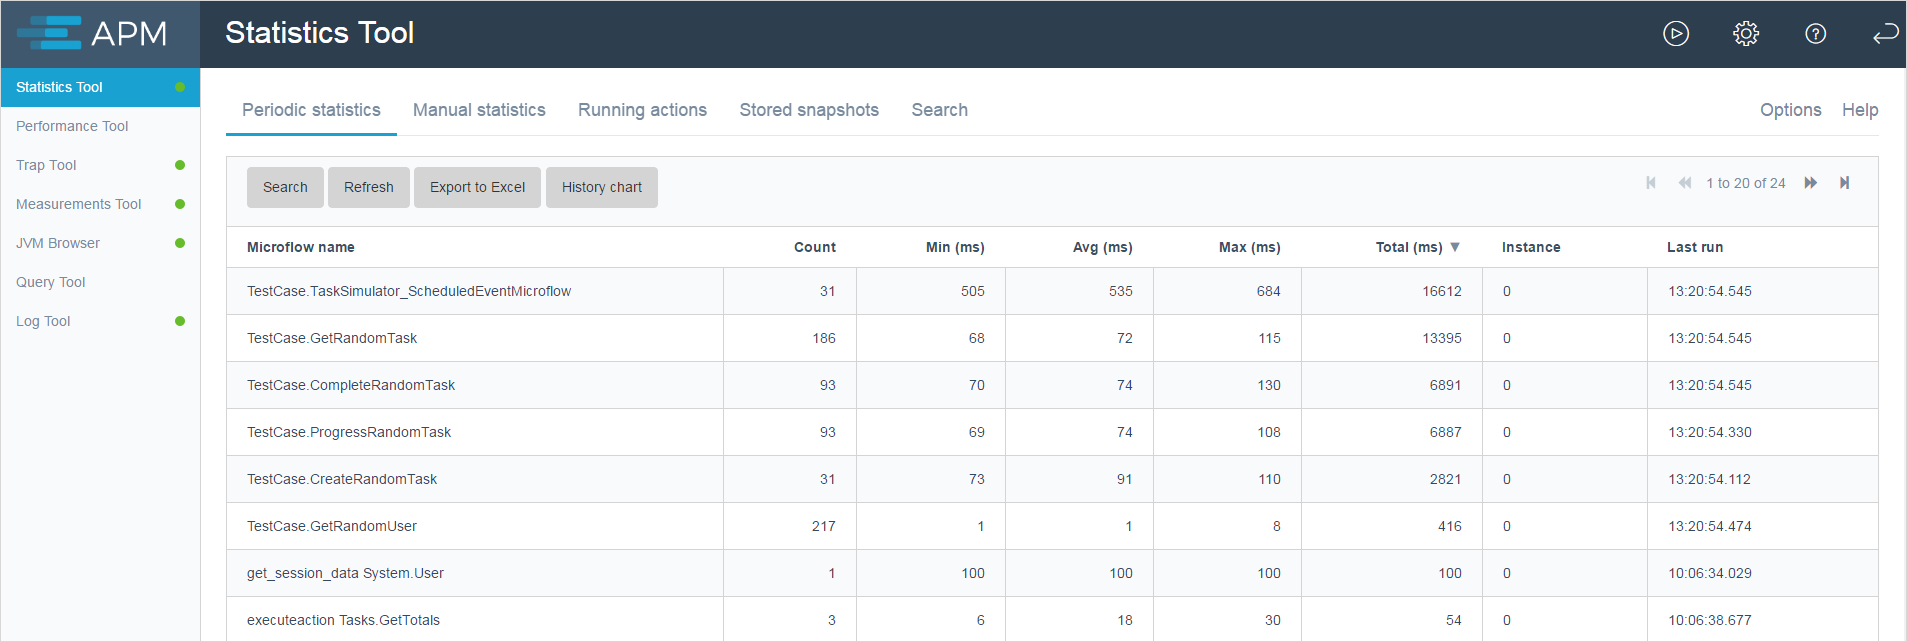 APM
Statistics Tool
Statistics Tool
Performance Tool
Trap Tool
Measurements Tool
JVM Browser
Query Tool
Log Tool
Periodic statistics Manual statistics Running actions Stored snapshots Search Options Help
Search Refresh Export to Excel History chart 1 to 20 of 24
Microflow name Count Min (ms) Avg (ms) Max (ms) Total (ms) ▼ Instance Last run
TestCase.TaskSimulator_ScheduledEventMicroflow 31 505 535 684 16612 0 13:20:54.545
TestCase.GetRandomTask 186 68 72 115 13395 0 13:20:54.545
TestCase.CompleteRandomTask 93 70 74 130 6891 0 13:20:54.545
TestCase.ProgressRandomTask 93 69 74 108 6887 0 13:20:54.330
TestCase.CreateRandomTask 31 73 91 110 2821 0 13:20:54.112
TestCase.GetRandomUser 217 1 1 8 416 0 13:20:54.474
get_session_data System.User 1 100 100 100 100 0 10:06:34.029
executeaction Tasks.GetTotals 3 6 18 30 54 0 10:06:38.677